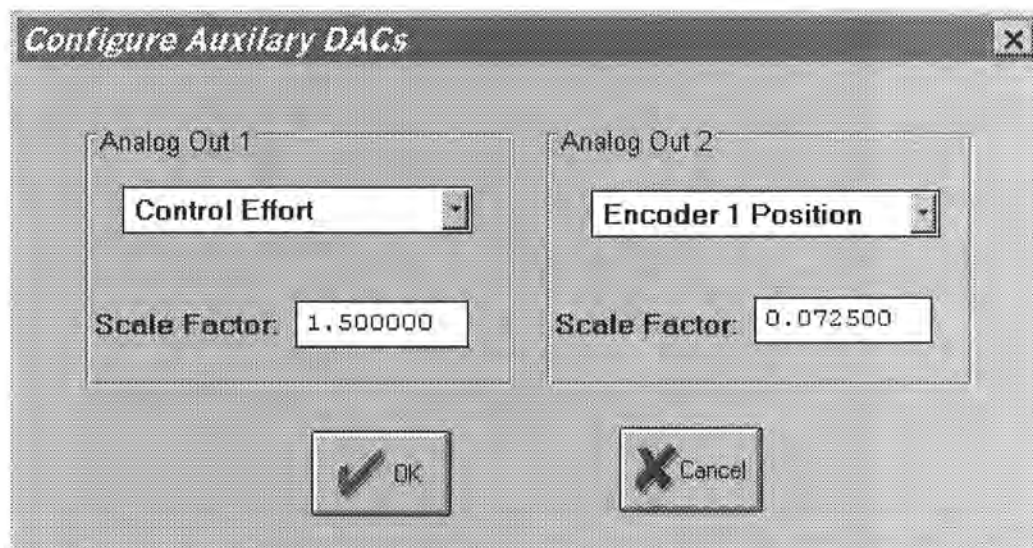 Configure Auxilary DACs
Analog Out 1
Control Effort
Scale Factor: 1.500000
Analog Out 2
Encoder 1 Position
Scale Factor: 0.072500
OK
Cancel